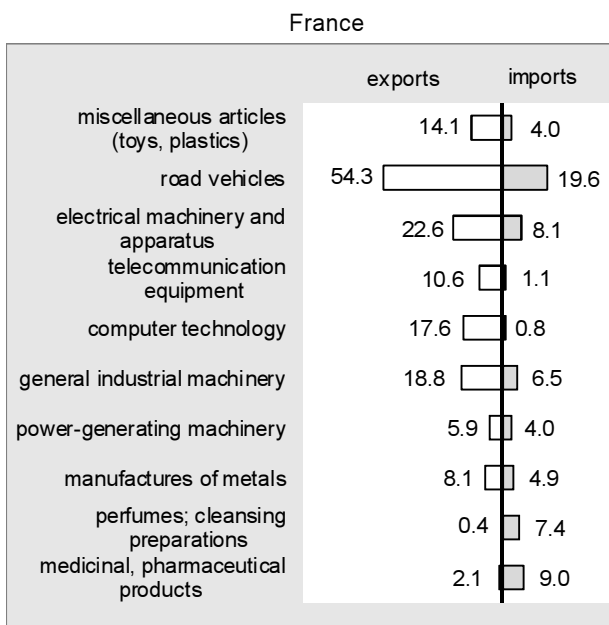 France
exports imports
miscellaneous articles
(toys, plastics)
14.1 4.0
road vehicles 54.3 19.6
electrical machinery and
apparatus
22.6 8.1
telecommunication
equipment
10.6 1.1
computer technology 17.6 0.8
general industrial machinery 18.8 6.5
power-generating machinery 5.9 4.0
manufactures of metals 8.1 4.9
perfumes; cleansing
preparations
0.4 7.4
medicinal, pharmaceutical
products
2.1 9.0